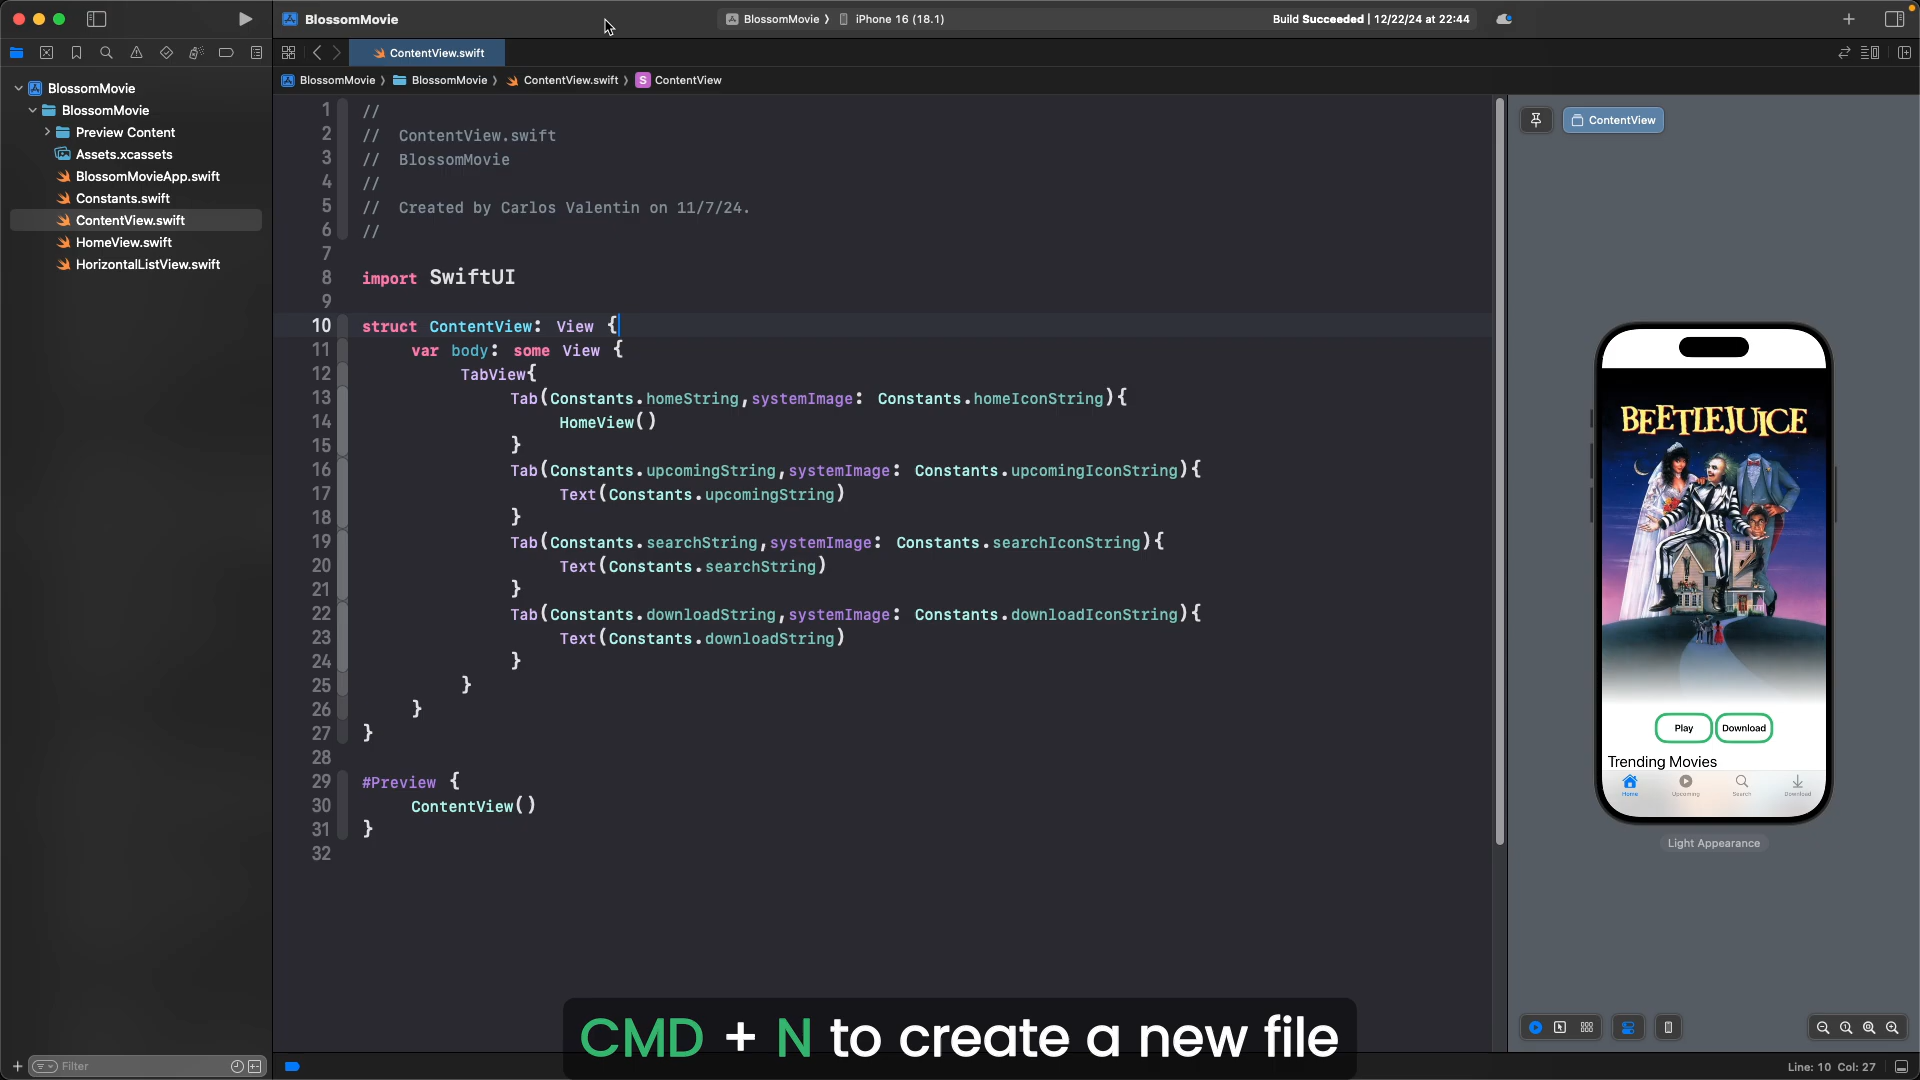 BlossomMovie
BlossomMovie
iPhone 16 (18.1)
Build Succeeded | 12/22/24 at 22:44
ContentView.swift
BlossomMovie
BlossomMovie
ContentView.swift
S ContentView
BlossomMovie
BlossomMovie
Preview Content
Assets.xcassets
BlossomMovieApp.swift
Constants.swift
ContentView.swift
HomeView.swift
HorizontalListView.swift
1 //
2 // ContentView.swift
3 // BlossomMovie
4 //
5 // Created by Carlos Valentin on 11/7/24.
6 //
7
8 import SwiftUI
9
10 struct ContentView: View {
11 var body: some View {
12 TabView{
13 Tab(Constants.homeString,systemImage: Constants.homeIconString){
14 HomeView()
15 }
16 Tab(Constants.upcomingString,systemImage: Constants.upcomingIconString){
17 Text(Constants.upcomingString)
18 }
19 Tab(Constants.searchString,systemImage: Constants.searchIconString){
20 Text(Constants.searchString)
21 }
22 Tab(Constants.downloadString,systemImage: Constants.downloadIconString){
23 Text(Constants.downloadString)
24 }
25 }
26 }
27 }
28
29 #Preview {
30 ContentView()
31 }
32
ContentView
BEETLEJUICE
Play
Download
Trending Movies
Home
Upcoming
Search
Download
Light Appearance
CMD + N to create a new file
Filter
Line: 10 Col: 27